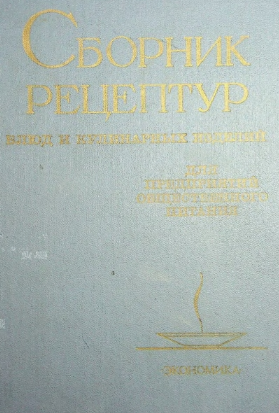 СБОРНИК
РЕЦЕПТУР
БЛЮД И КУЛИНАРНЫХ ИЗДЕЛИЙ
ДЛЯ
ПРЕДПРИЯТИЙ
ОБЩЕСТВЕННОГО
ПИТАНИЯ
ЭКОНОМИКА